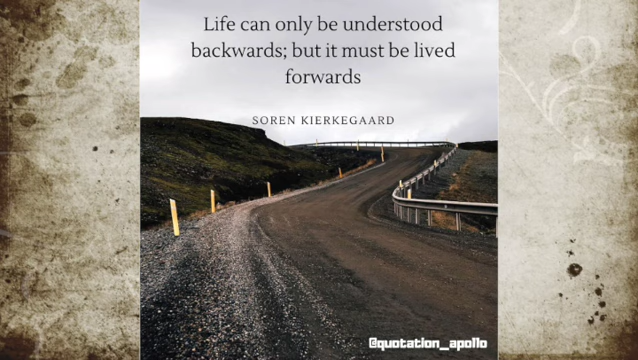 Life can only be understood
backwards; but it must be lived
forwards
SOREN KIERKEGAARD
@quotation_apollo